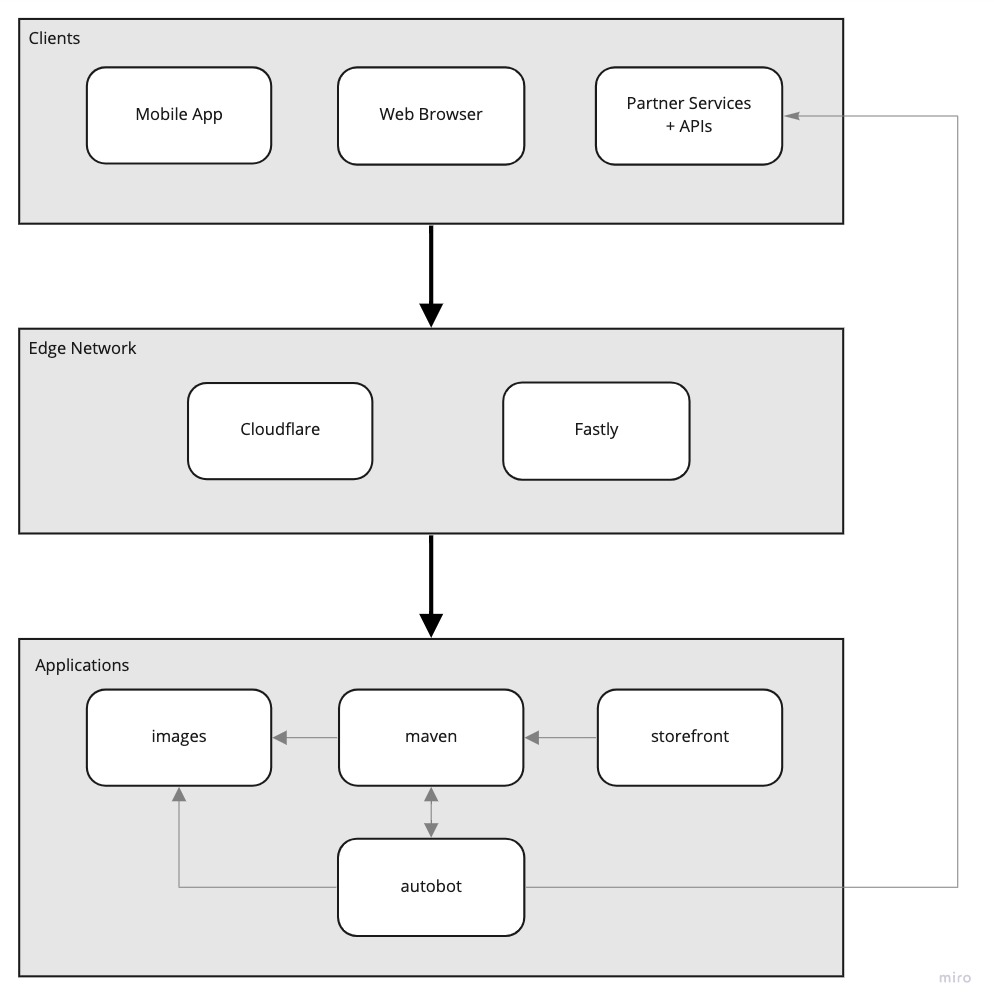 Clients
Mobile App
Web Browser
Partner Services
+ APIs
Edge Network
Cloudflare
Fastly
Applications
images
maven
storefront
autobot
miro